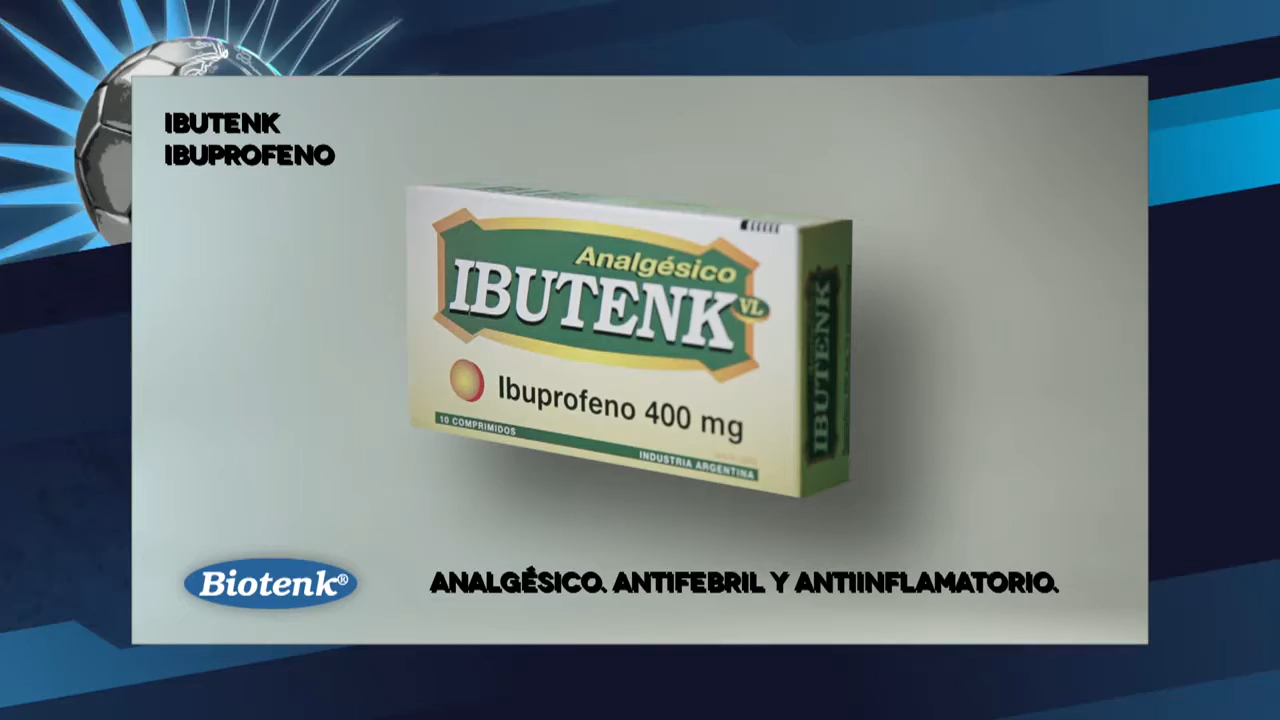 IBUTENK
IBUPROFENO
Analgésico
IBUTENK VL
Ibuprofeno 400 mg
10 COMPRIMIDOS
INDUSTRIA ARGENTINA
IBUTENK
Biotenk®
ANALGÉSICO. ANTIFEBRIL Y ANTIINFLAMATORIO.